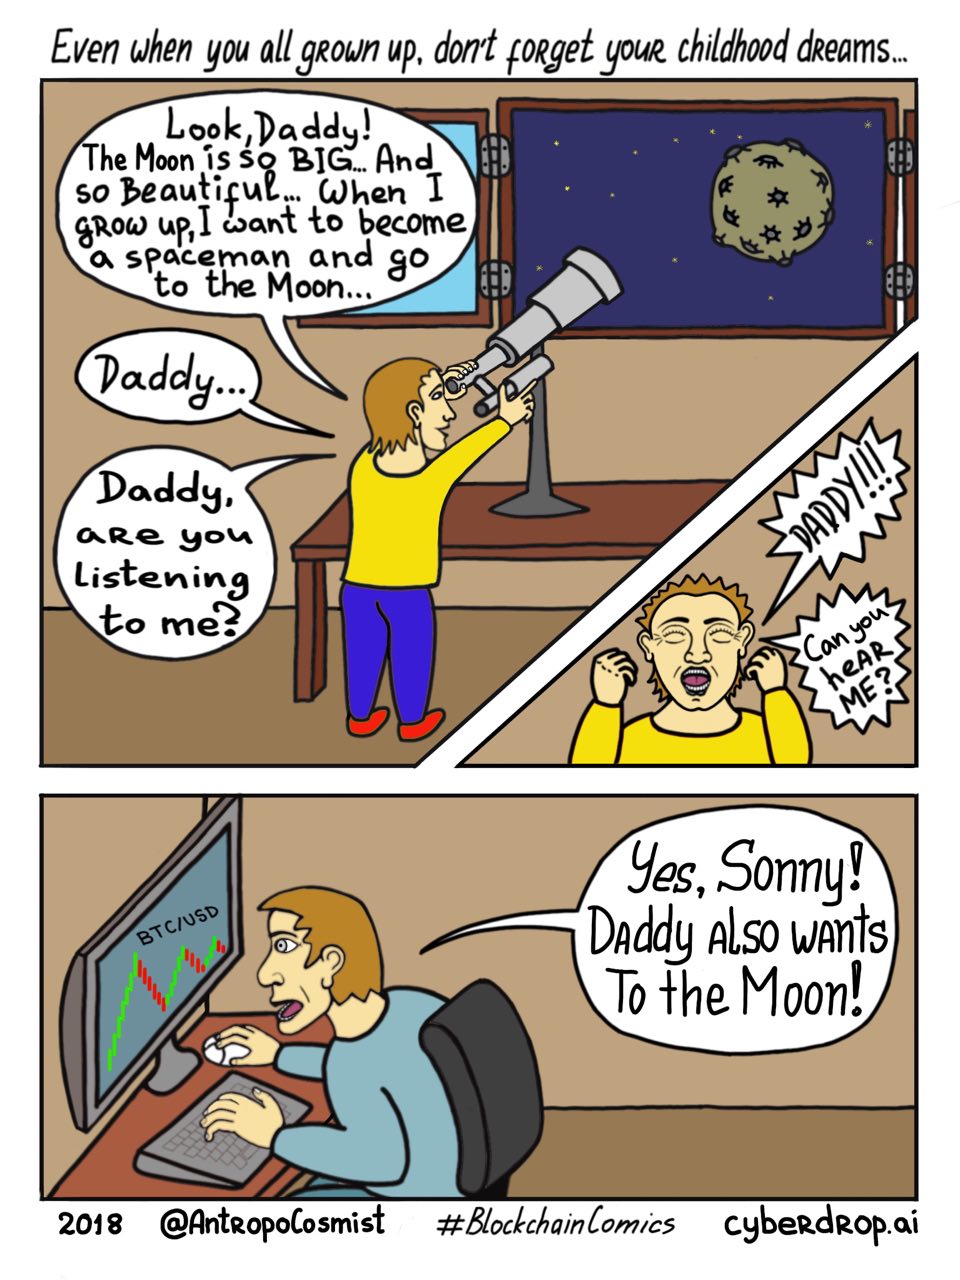 Even when you all grown up, don't forget your childhood dreams...
Look, Daddy!
The Moon is so BIG... And
so Beautiful... When I
grow up, I want to become
a spaceman and go
to the Moon...
Daddy...
Daddy,
are you
listening
to me?
DADDY!!!
Can you
heAR
ME?
BTC/USD
Yes, Sonny!
Daddy also wants
To the Moon!
2018 @AntropoCosmist #BlockchainComics cyberdrop.ai